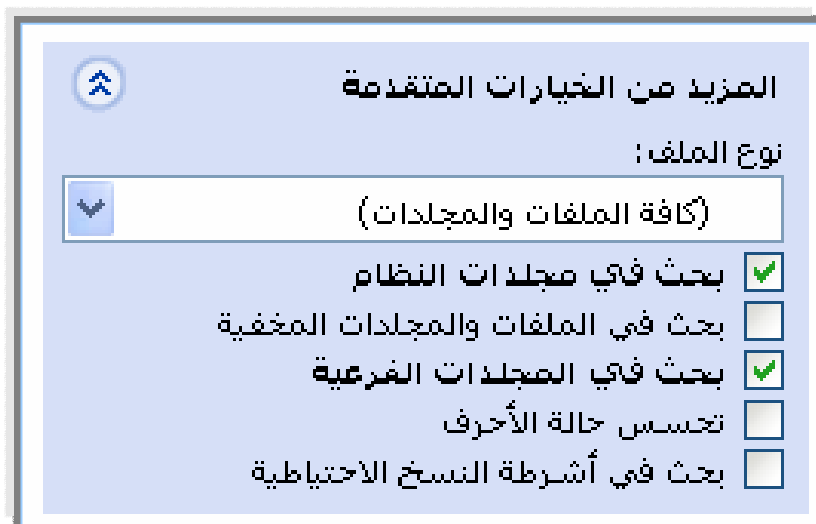 المزيد من الخيارات المتقدمة
نوع الملف:
(كافة الملفات والمجلدات)
بحث في مجلدات النظام
بحث في الملفات والمجلدات المخفية
بحث في المجلدات الفرعية
تحسس حالة الأحرف
بحث في أشرطة النسخ الاحتياطية